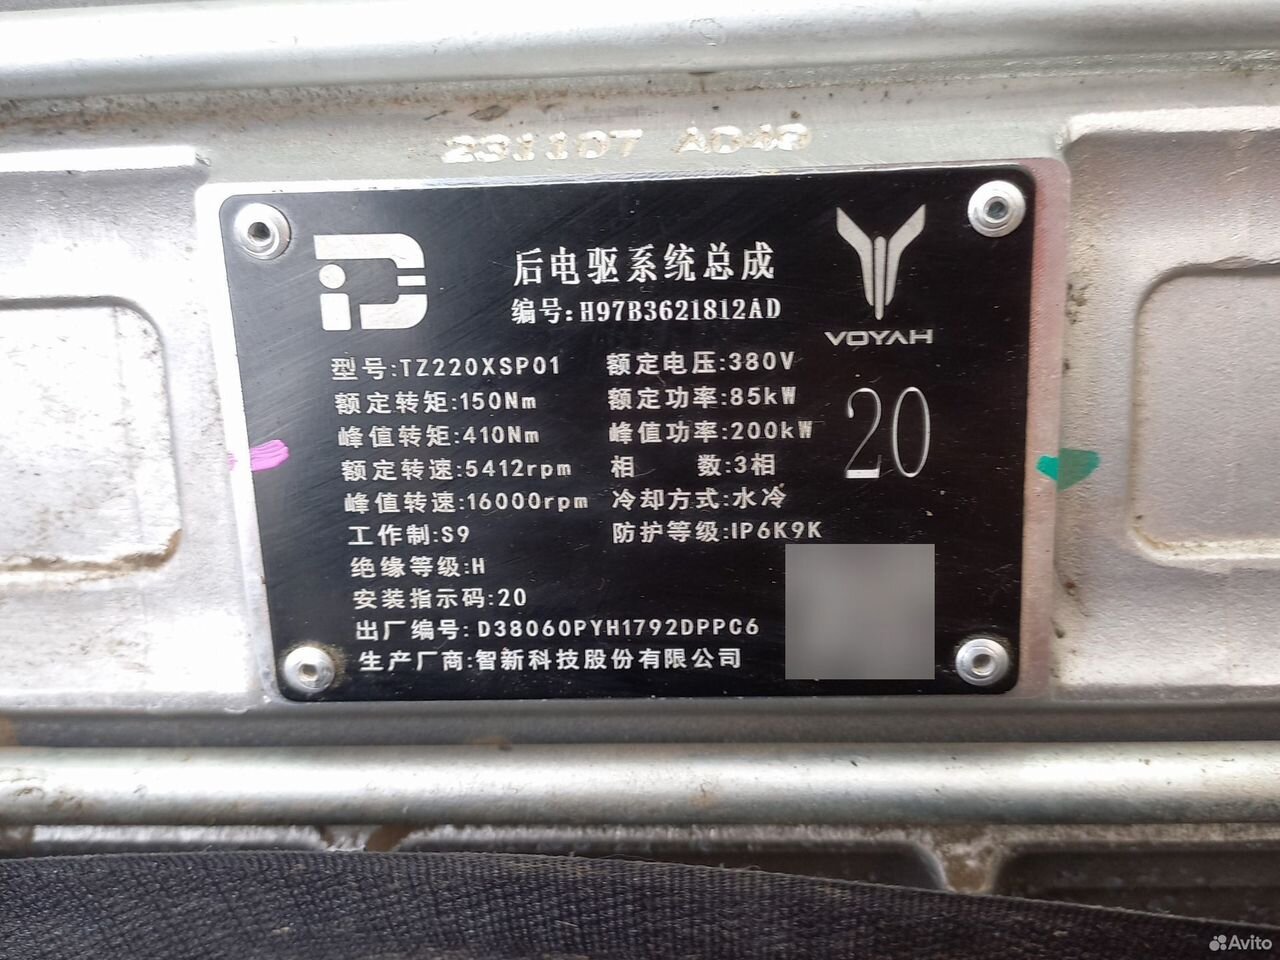 231107 A040
后电驱系统总成
编号:H97B3621812AD
VOYAH
型号:TZ220XSP01 额定电压:380V
额定转矩:150Nm 额定功率:85kW
峰值转矩:410Nm 峰值功率:200kW
20
额定转速:5412rpm 相 数:3相
峰值转速:16000rpm 冷却方式:水冷
工作制:S9 防护等级:IP6K9K
绝缘等级:H
安装指示码:20
出厂编号:D38060PYH1792DPPC6
生产厂商:智新科技股份有限公司
Avito